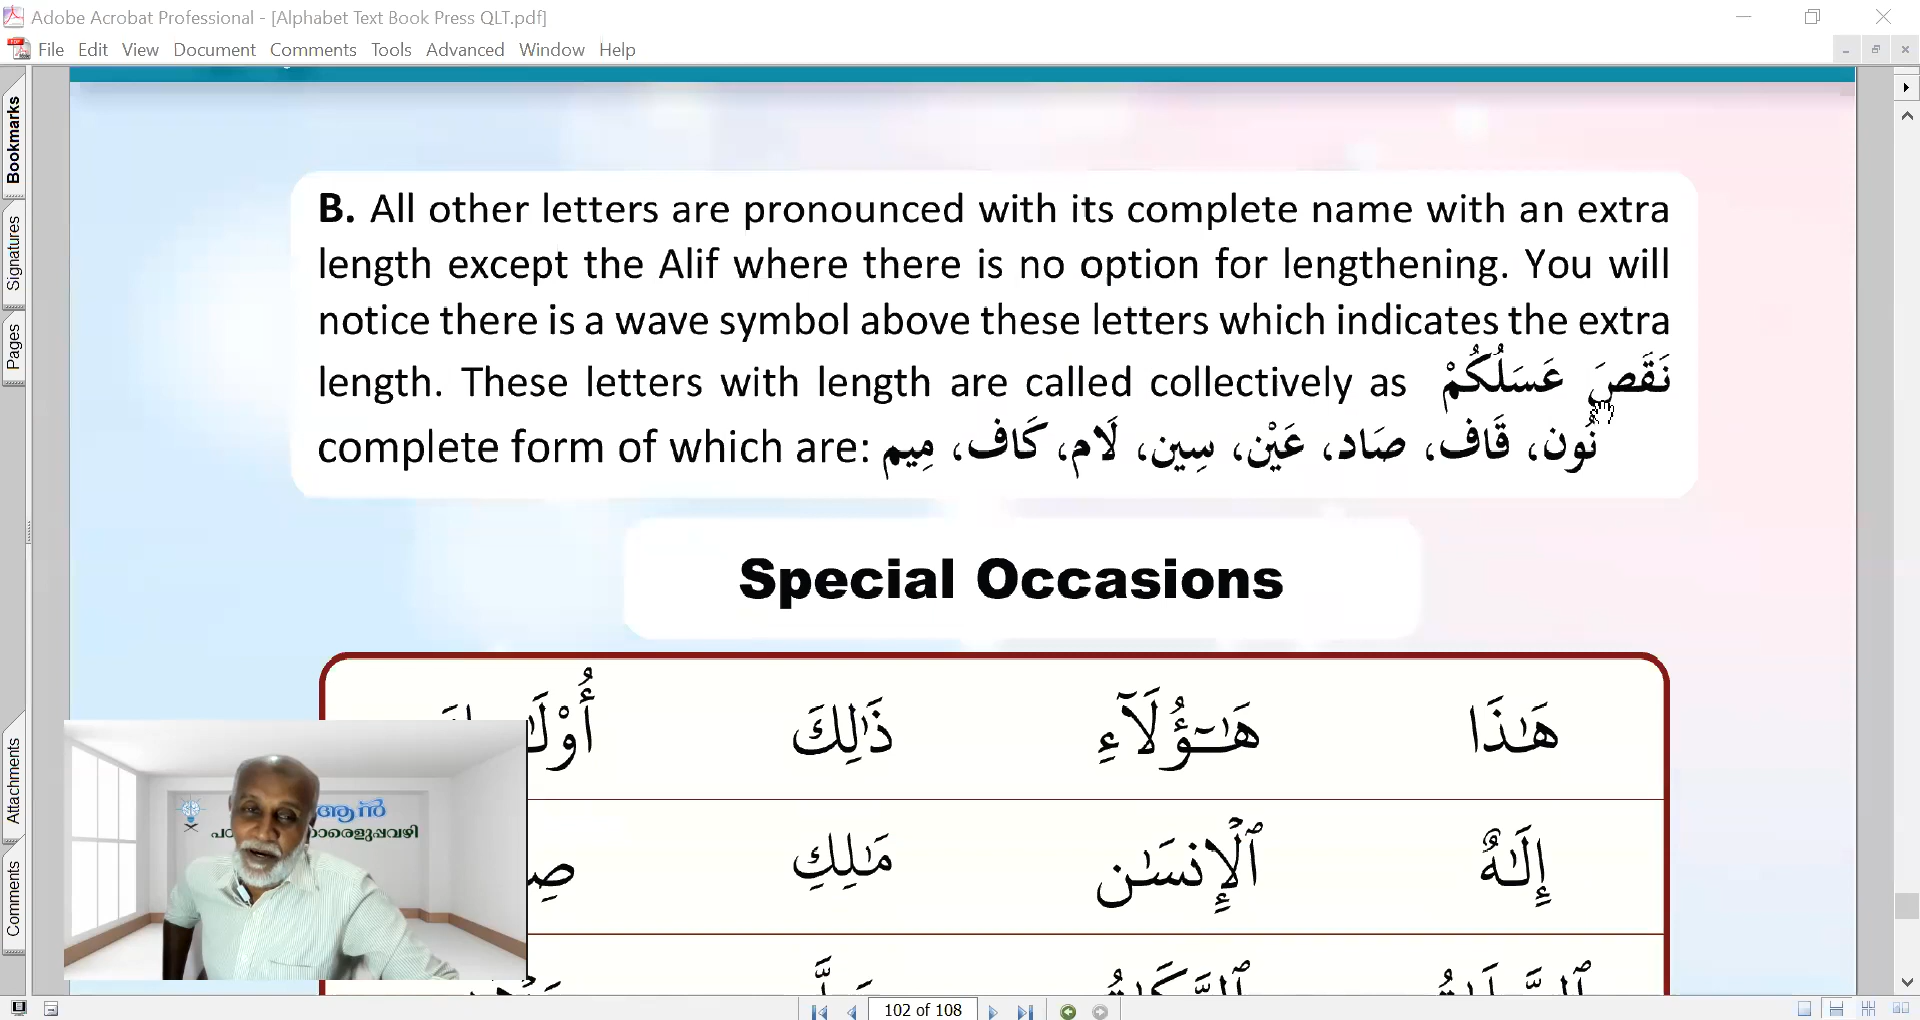 Adobe Acrobat Professional - [Alphabet Text Book Press QLT.pdf]
File Edit View Document Comments Tools Advanced Window Help
Bookmarks
Signatures
Pages
Attachments
Comments
B. All other letters are pronounced with its complete name with an extra
length except the Alif where there is no option for lengthening. You will
notice there is a wave symbol above these letters which indicates the extra
length. These letters with length are called collectively as نَقَصَ عَسَلُكُمْ
complete form of which are: نُون، قَاف، صَاد، عَيْن، سِين، لَام، كَاف، مِيم
Special Occasions
هَـٰذَا هَـٰٓؤُلَآءِ ذَٰلِكَ
إِلَـٰهٌ ٱلْإِنسَـٰن مَـٰلِكِ
ആൻ
102 of 108